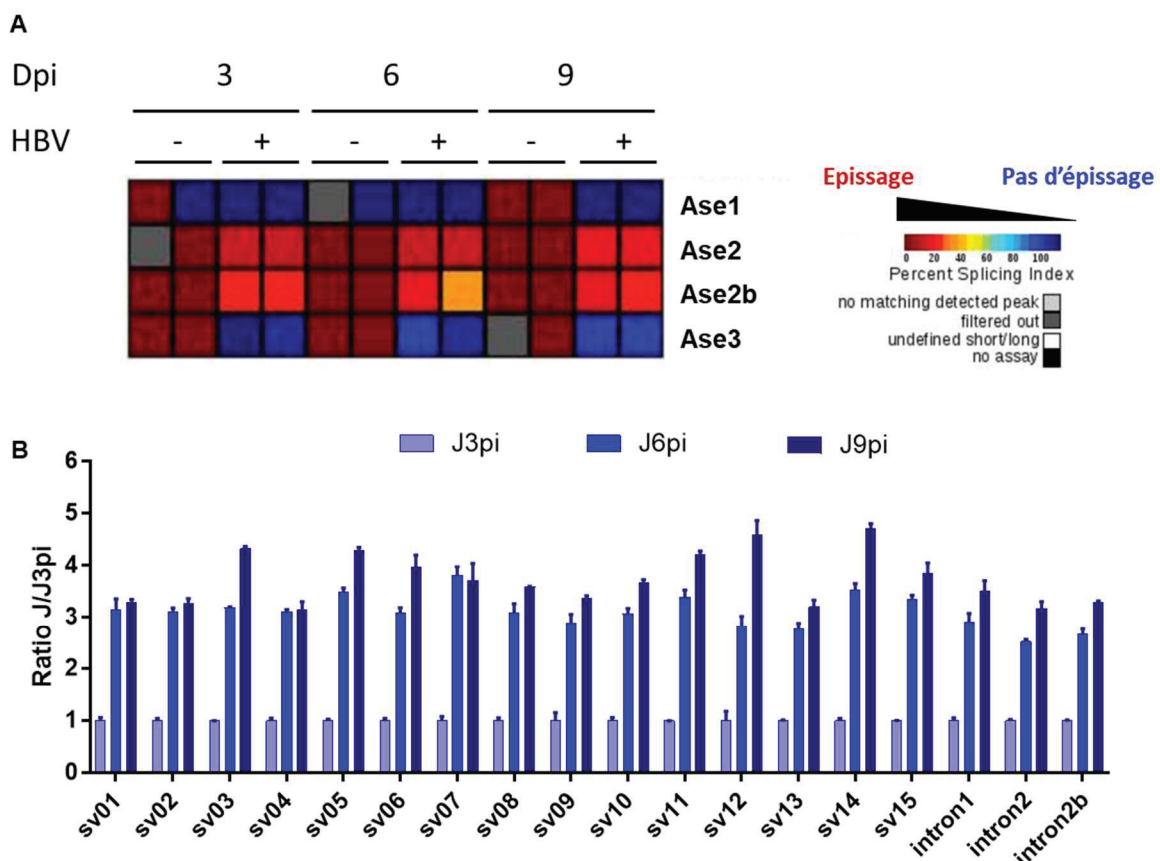 A
Dpi 3 6 9
HBV - + - + - +
Ase1
Ase2
Ase2b
Ase3
Epissage Pas d'épissage
0 20 40 60 80 100
Percent Splicing Index
no matching detected peak
filtered out
undefined short/long
no assay
B
J3pi J6pi J9pi
Ratio J/J3pi
6
5
4
3
2
1
0
sv01 sv02 sv03 sv04 sv05 sv06 sv07 sv08 sv09 sv10 sv11 sv12 sv13 sv14 sv15 intron1 intron2 intron2b